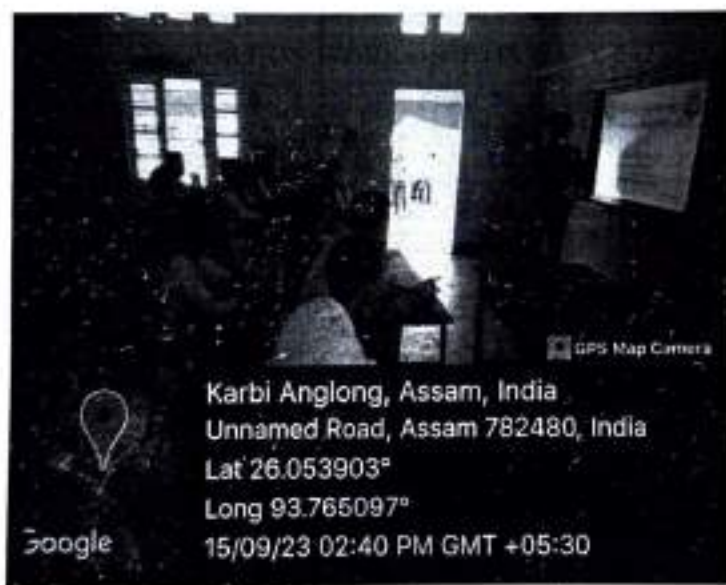 GPS Map Camera
Karbi Anglong, Assam, India
Unnamed Road, Assam 782480, India
Lat 26.053903°
Long 93.765097°
Google
15/09/23 02:40 PM GMT +05:30